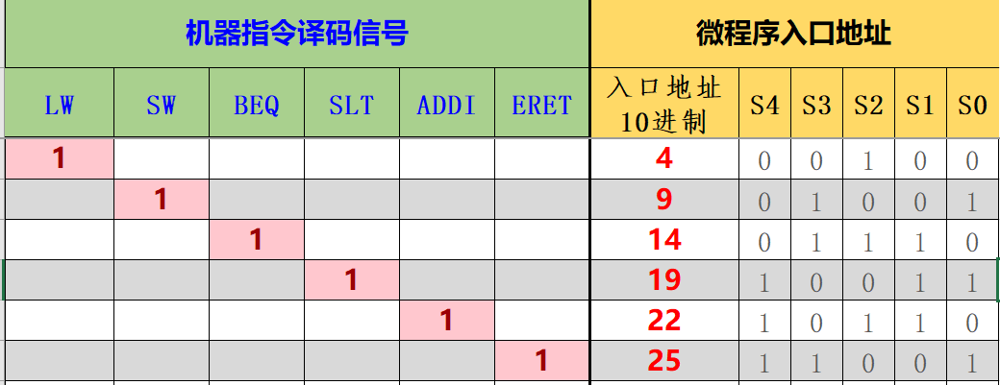 机器指令译码信号 微程序入口地址
LW SW BEQ SLT ADDI ERET 入口地址 S4 S3 S2 S1 S0
10进制
1 4 0 0 1 0 0
1 9 0 1 0 0 1
1 14 0 1 1 1 0
1 19 1 0 0 1 1
1 22 1 0 1 1 0
1 25 1 1 0 0 1